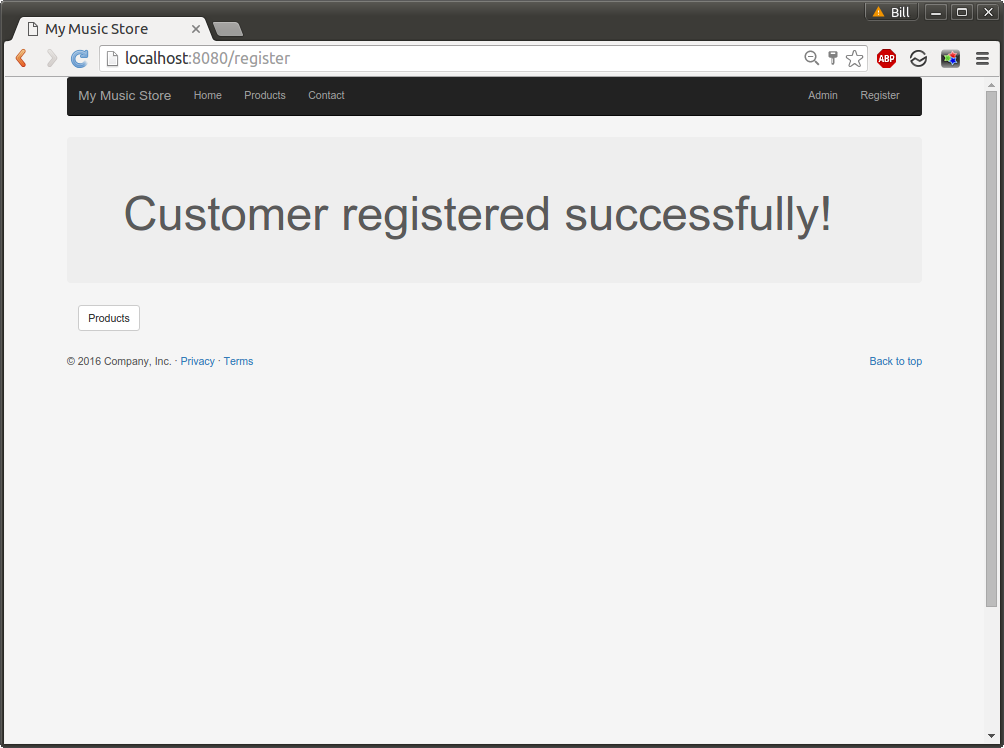 Bill
My Music Store
localhost:8080/register
ABP
My Music Store Home Products Contact Admin Register
Customer registered successfully!
Products
© 2016 Company, Inc. · Privacy · Terms Back to top